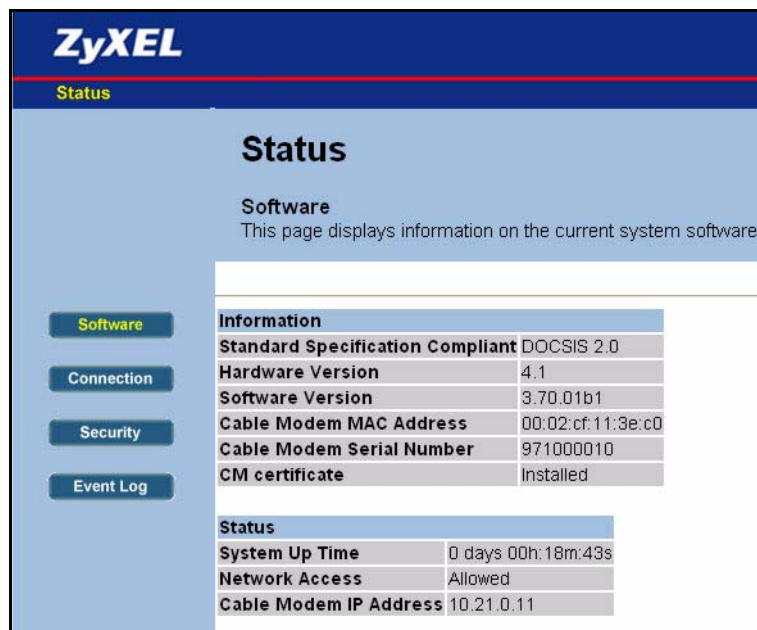 ZyXEL
Status
Status
Software
This page displays information on the current system software
Software
Connection
Security
Event Log
Information
Standard Specification Compliant DOCSIS 2.0
Hardware Version 4.1
Software Version 3.70.01b1
Cable Modem MAC Address 00:02:cf:11:3e:c0
Cable Modem Serial Number 971000010
CM certificate Installed
Status
System Up Time 0 days 00h:18m:43s
Network Access Allowed
Cable Modem IP Address 10.21.0.11